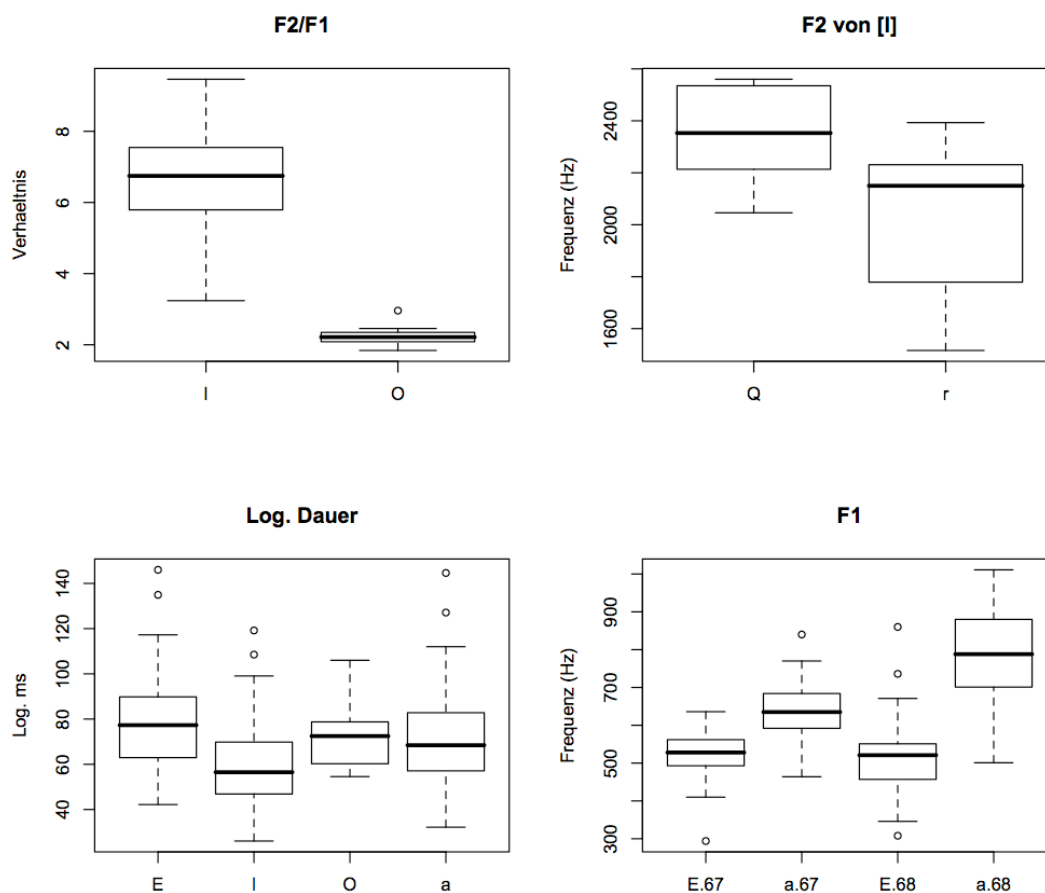 F2/F1
Verhaeltnis
8
6
4
2
I
O
F2 von [I]
Frequenz (Hz)
2400
2000
1600
Q
r
Log. Dauer
Log. ms
140
120
100
80
60
40
E
I
O
a
F1
Frequenz (Hz)
900
700
500
300
E.67
a.67
E.68
a.68